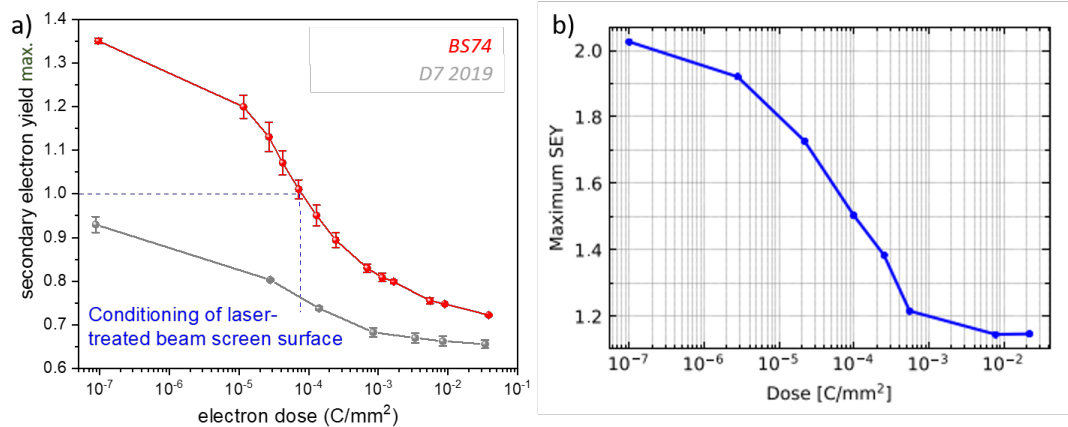 a)
secondary electron yield max.
1.4
1.3
1.2
1.1
1.0
0.9
0.8
0.7
0.6
BS74
D7 2019
Conditioning of laser-
treated beam screen surface
10⁻⁷
10⁻⁶
10⁻⁵
10⁻⁴
10⁻³
10⁻²
10⁻¹
electron dose (C/mm²)
b)
Maximum SEY
2.0
1.8
1.6
1.4
1.2
10⁻⁷
10⁻⁶
10⁻⁵
10⁻⁴
10⁻³
10⁻²
Dose [C/mm²]